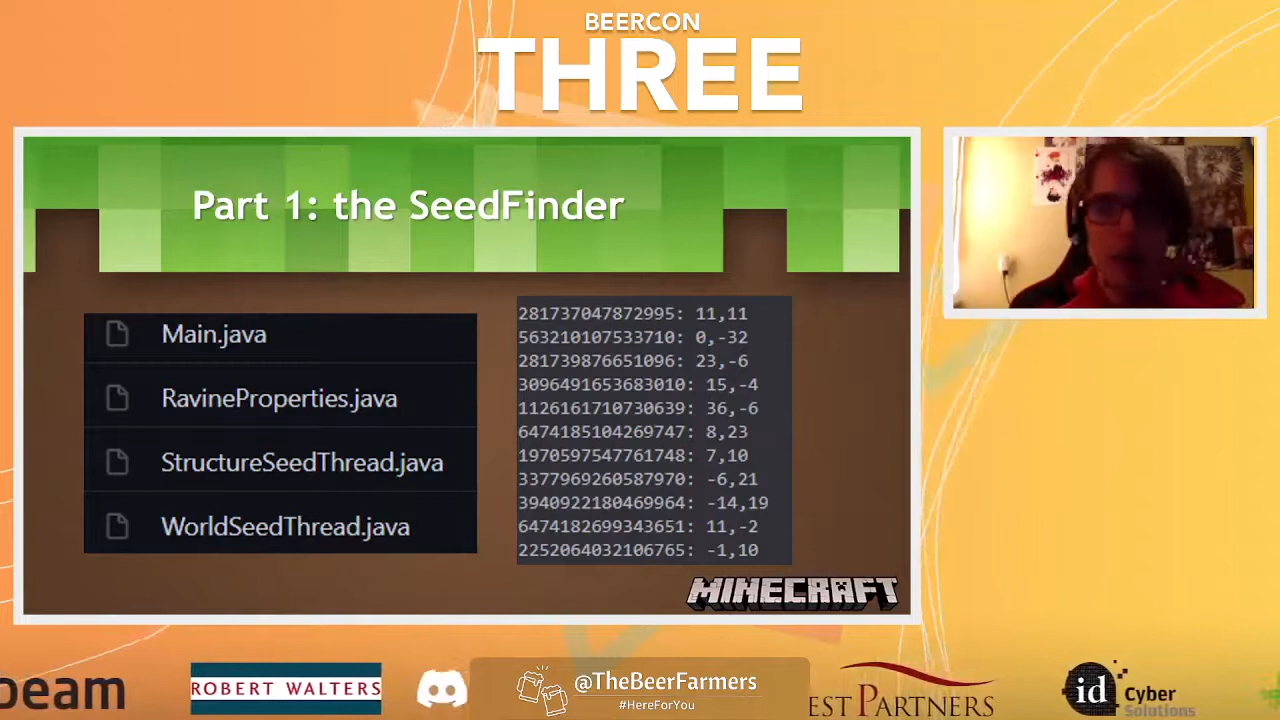 BEERCON
THREE
Part 1: the SeedFinder
Main.java
RavineProperties.java
StructureSeedThread.java
WorldSeedThread.java
281737047872995: 11,11
563210107533710: 0,-32
281739876651096: 23,-6
3096491653683010: 15,-4
11261617107306​39: 36,-6
6474185104269747: 8,23
1970597547761748: 7,10
3377969260587970: -6,21
3940922180469964: -14,19
6474182699343651: 11,-2
2252064032106765: -1,10
MINECRAFT
beam
ROBERT WALTERS
@TheBeerFarmers
#HereForYou
EST PARTNERS
id
Cyber
Solutions